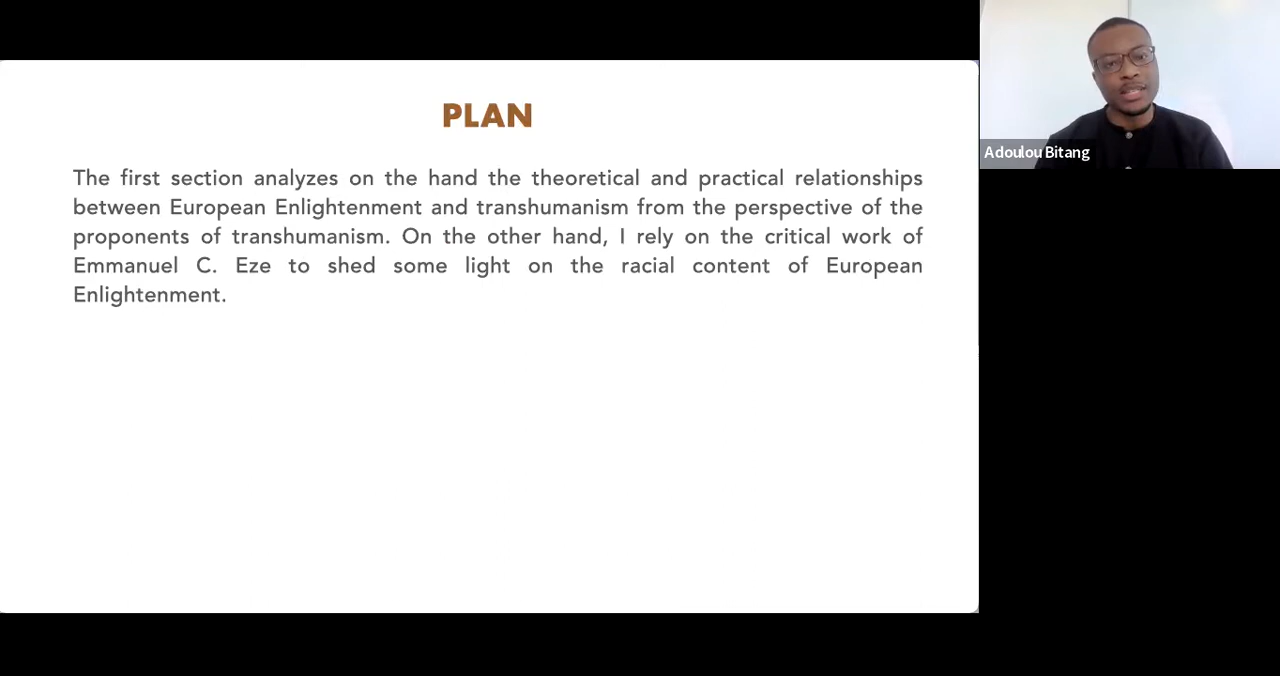 PLAN
The first section analyzes on the hand the theoretical and practical relationships
between European Enlightenment and transhumanism from the perspective of the
proponents of transhumanism. On the other hand, I rely on the critical work of
Emmanuel C. Eze to shed some light on the racial content of European
Enlightenment.
Adoulou Bitang